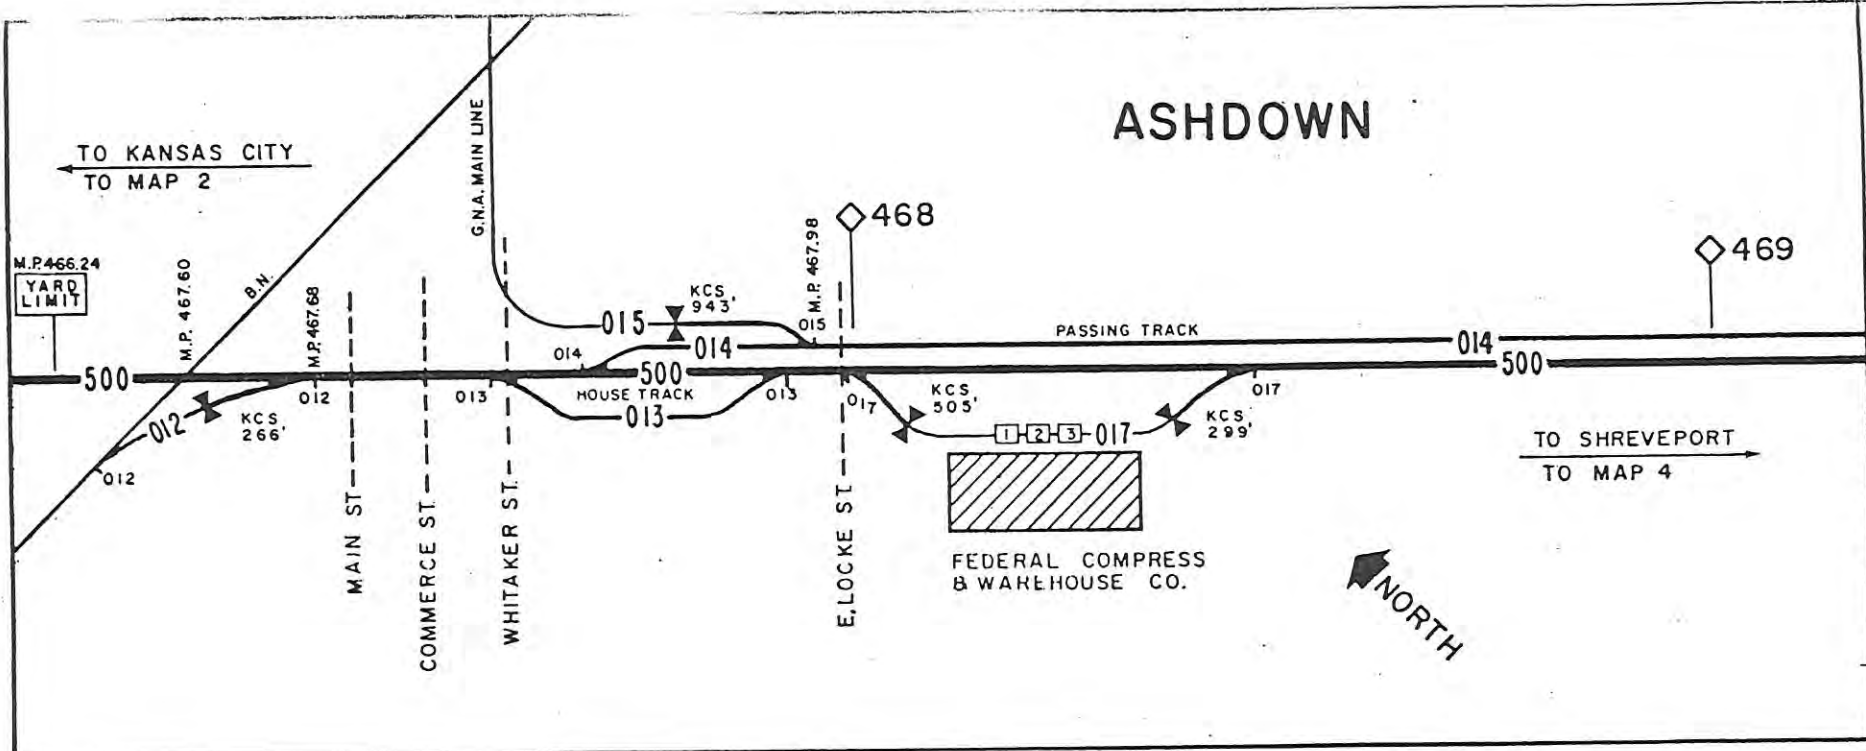 ASHDOWN
TO KANSAS CITY
TO MAP 2
G.N.A. MAIN LINE
468
469
M.P. 466.24
YARD
LIMIT
M.P. 467.60
B.N.
M.P. 467.68
M.P. 467.98
KCS
943'
015
015
PASSING TRACK
014
014
014
500
500
500
012
KCS
266'
012
012
013
HOUSE TRACK
013
013
017
KCS
505'
1
2
3
017
KCS
299'
017
TO SHREVEPORT
TO MAP 4
MAIN ST
COMMERCE ST.
WHITAKER ST.
E, LOCKE ST.
FEDERAL COMPRESS
& WAREHOUSE CO.
NORTH